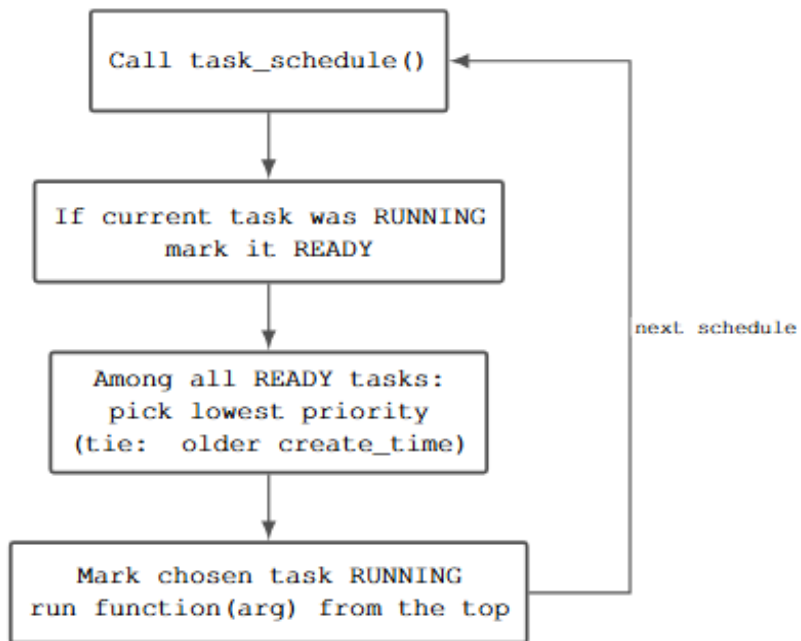 Call task_schedule()
If current task was RUNNING
mark it READY
next schedule
Among all READY tasks:
pick lowest priority
(tie: older create_time)
Mark chosen task RUNNING
run function(arg) from the top